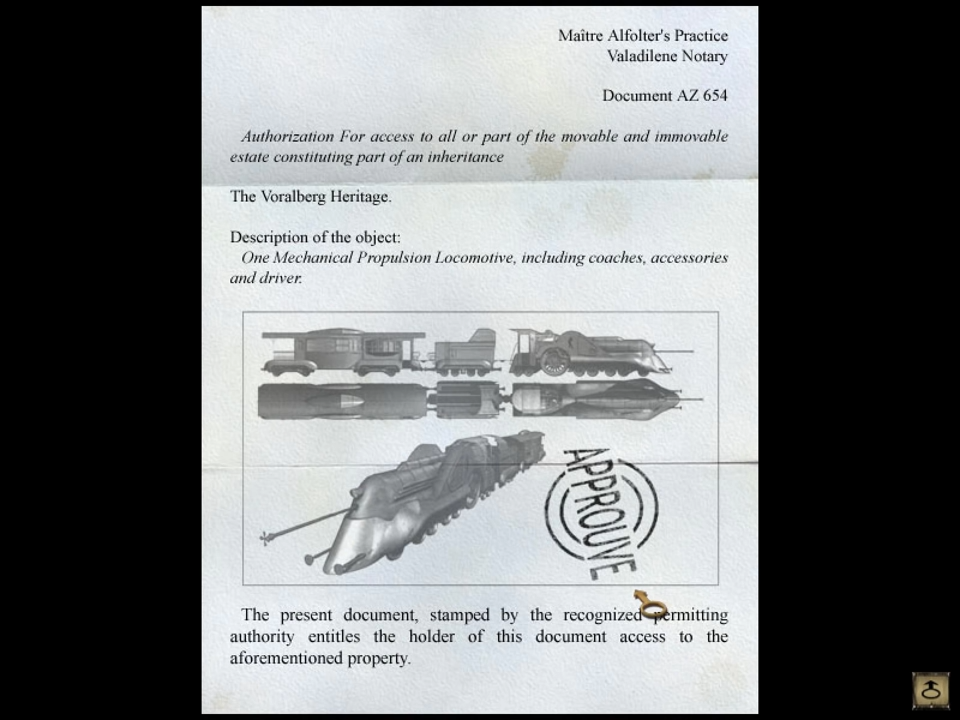 Maître Alfolter's Practice
Valadilene Notary
Document AZ 654
Authorization For access to all or part of the movable and immovable
estate constituting part of an inheritance
The Voralberg Heritage.
Description of the object:
One Mechanical Propulsion Locomotive, including coaches, accessories
and driver.
APPROUVE
The present document, stamped by the recognized permitting
authority entitles the holder of this document access to the
aforementioned property.